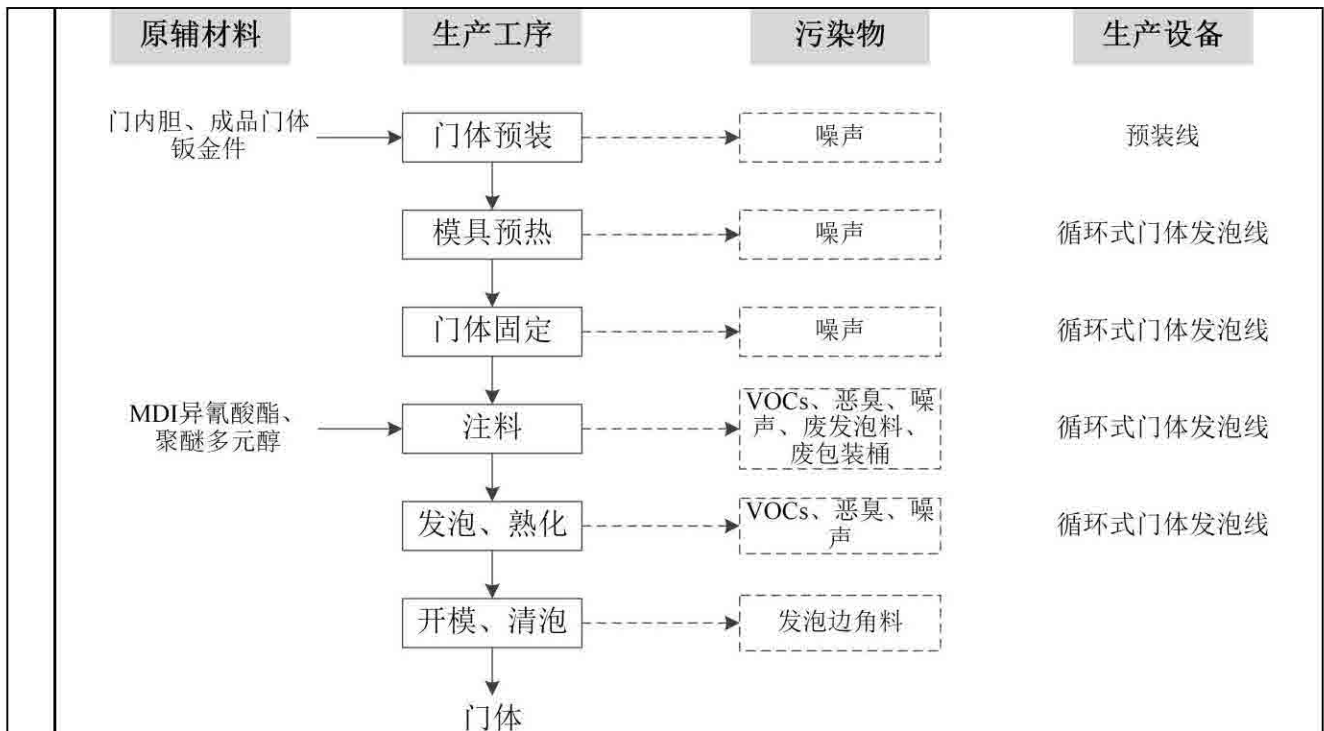 原辅材料 生产工序 污染物 生产设备
门内胆、成品门体
钣金件
门体预装 噪声 预装线
模具预热 噪声 循环式门体发泡线
门体固定 噪声 循环式门体发泡线
MDI异氰酸酯、
聚醚多元醇
注料
VOCs、恶臭、噪
声、废发泡料、
废包装桶
循环式门体发泡线
发泡、熟化
VOCs、恶臭、噪
声
循环式门体发泡线
开模、清泡 发泡边角料
门体